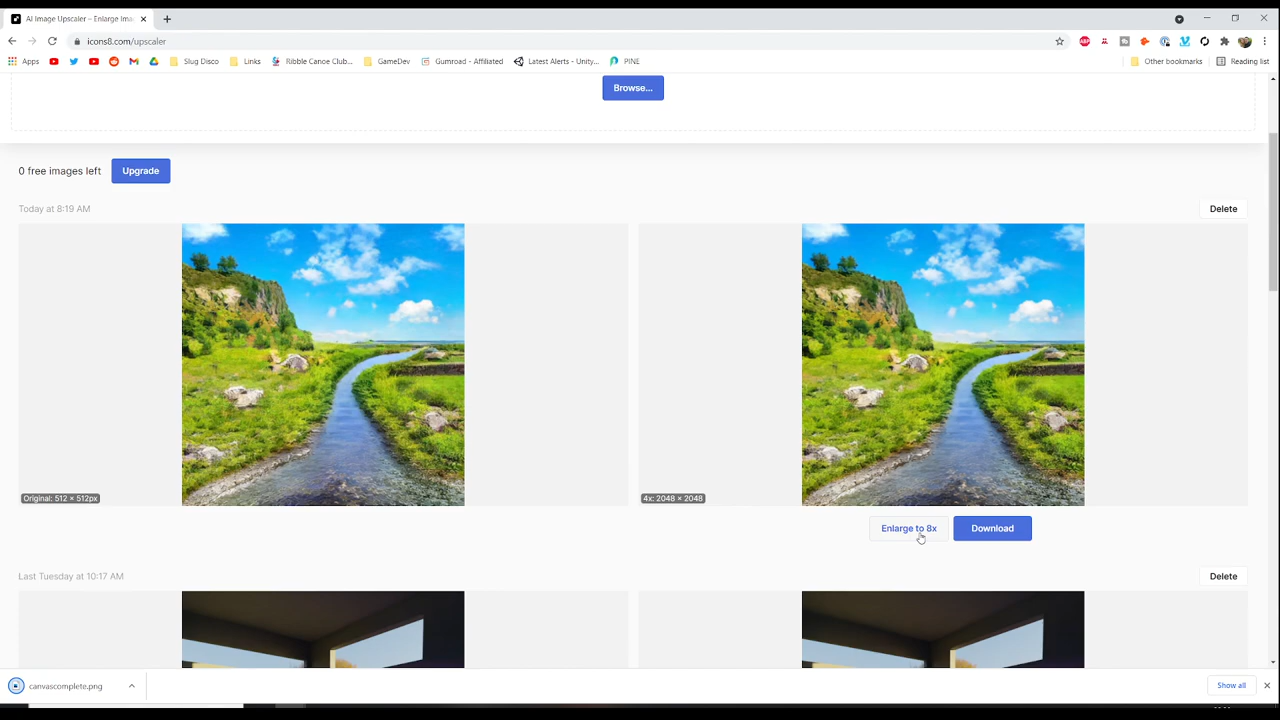 AI Image Upscaler – Enlarge Ima
icons8.com/upscaler
Apps Slug Disco Links Ribble Canoe Club... GameDev Gumroad - Affiliated Latest Alerts - Unity... PINE Other bookmarks Reading list
Browse...
0 free images left Upgrade
Today at 8:19 AM Delete
Original: 512 × 512px 4x: 2048 × 2048
Enlarge to 8x Download
Last Tuesday at 10:17 AM Delete
canvascomplete.png Show all